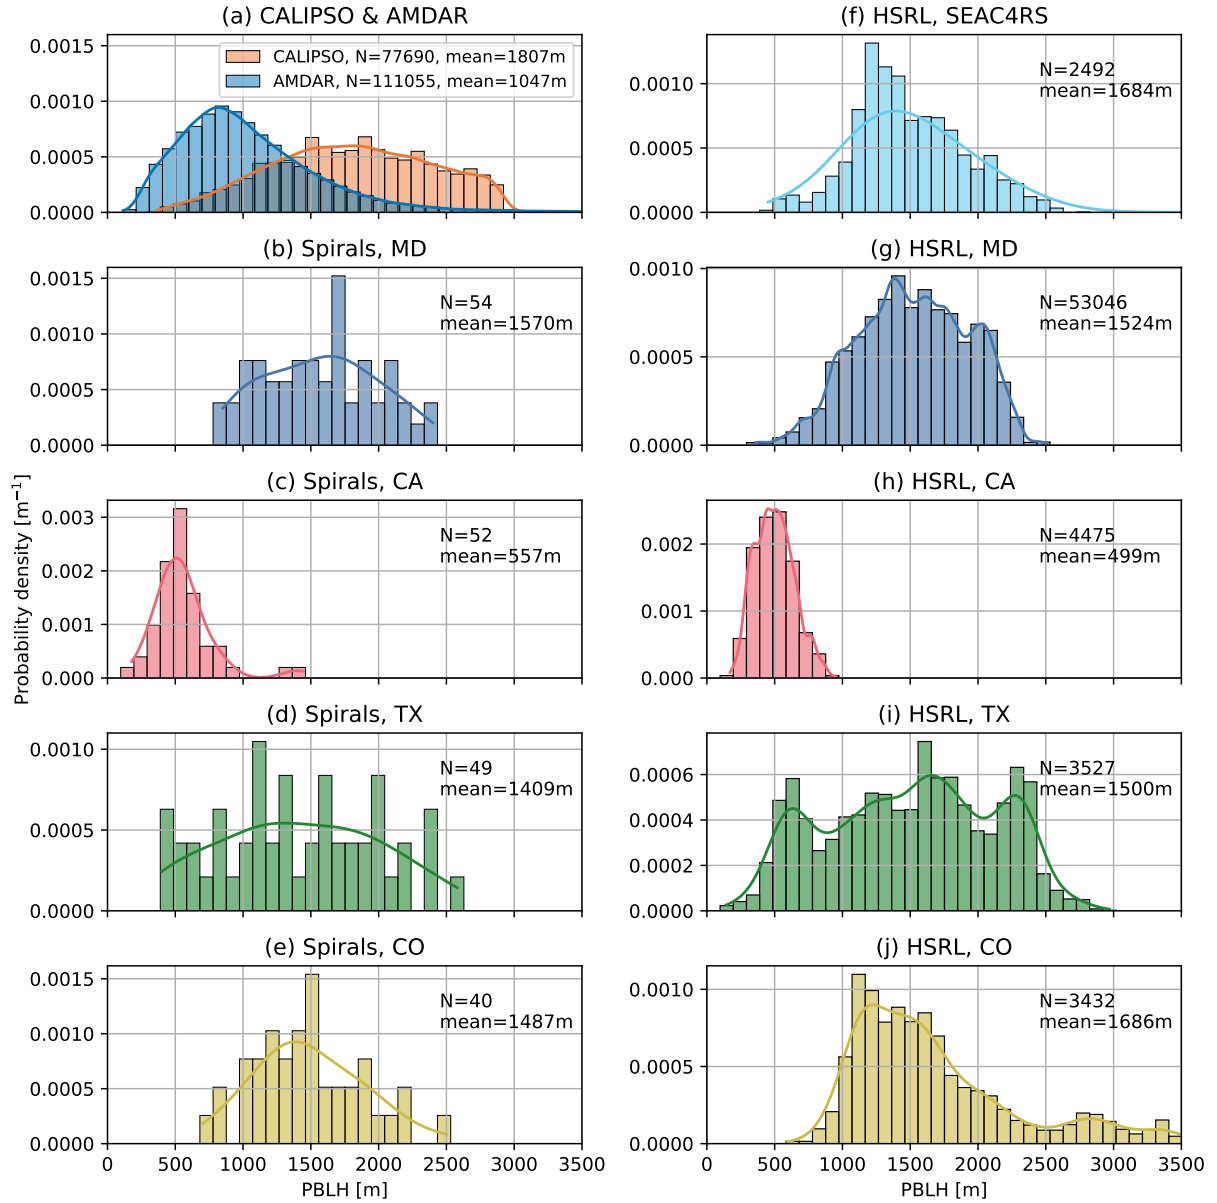 (a) CALIPSO & AMDAR
0.0015
0.0010
0.0005
0.0000
CALIPSO, N=77690, mean=1807m
AMDAR, N=111055, mean=1047m
(f) HSRL, SEAC4RS
0.0010
0.0005
0.0000
N=2492
mean=1684m
(b) Spirals, MD
0.0015
0.0010
0.0005
0.0000
N=54
mean=1570m
(g) HSRL, MD
0.0010
0.0005
0.0000
N=53046
mean=1524m
Probability density [m⁻¹]
(c) Spirals, CA
0.003
0.002
0.001
0.000
N=52
mean=557m
(h) HSRL, CA
0.002
0.001
0.000
N=4475
mean=499m
(d) Spirals, TX
0.0010
0.0005
0.0000
N=49
mean=1409m
(i) HSRL, TX
0.0006
0.0004
0.0002
0.0000
N=3527
mean=1500m
(e) Spirals, CO
0.0015
0.0010
0.0005
0.0000
N=40
mean=1487m
0 500 1000 1500 2000 2500 3000 3500
PBLH [m]
(j) HSRL, CO
0.0010
0.0005
0.0000
N=3432
mean=1686m
0 500 1000 1500 2000 2500 3000 3500
PBLH [m]